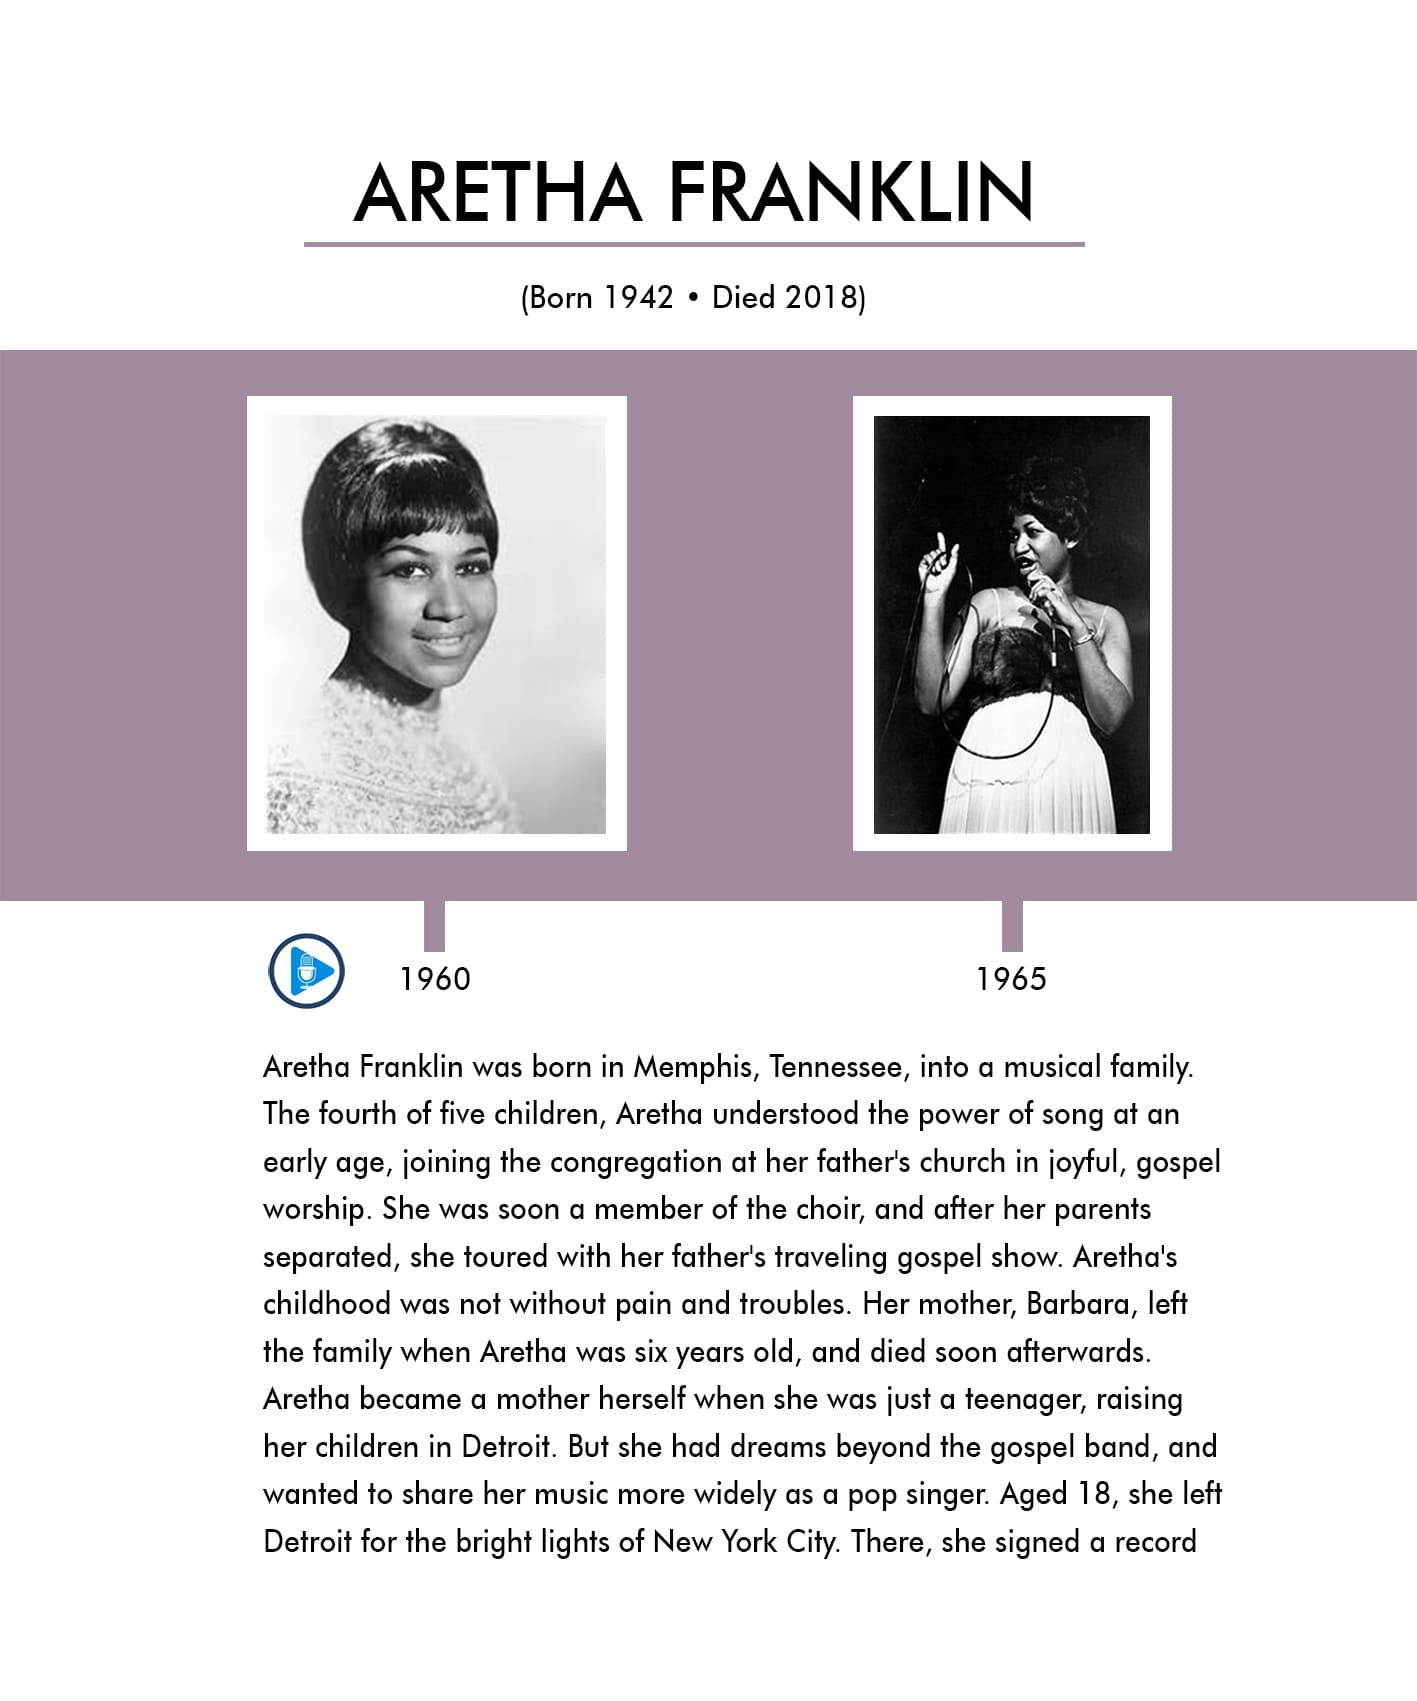 ARETHA FRANKLIN
(Born 1942 • Died 2018)
1960
1965
Aretha Franklin was born in Memphis, Tennessee, into a musical family.
The fourth of five children, Aretha understood the power of song at an
early age, joining the congregation at her father's church in joyful, gospel
worship. She was soon a member of the choir, and after her parents
separated, she toured with her father's traveling gospel show. Aretha's
childhood was not without pain and troubles. Her mother, Barbara, left
the family when Aretha was six years old, and died soon afterwards.
Aretha became a mother herself when she was just a teenager, raising
her children in Detroit. But she had dreams beyond the gospel band, and
wanted to share her music more widely as a pop singer. Aged 18, she left
Detroit for the bright lights of New York City. There, she signed a record